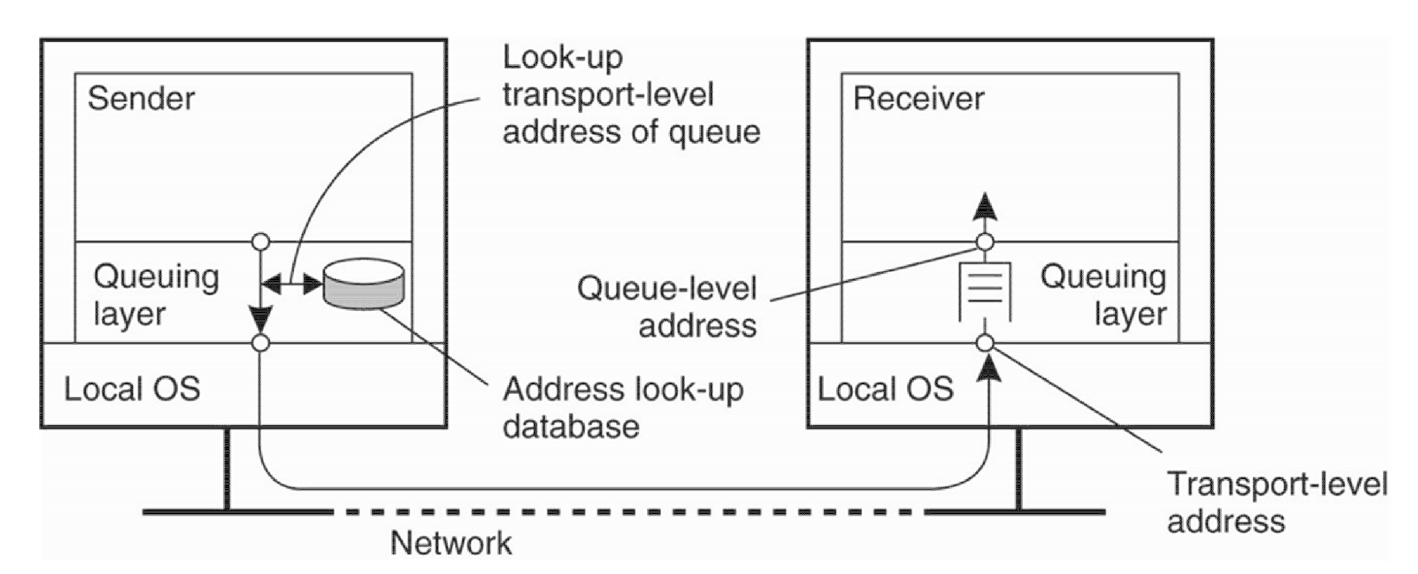 Look-up
transport-level
address of queue
Sender
Receiver
Queuing
layer
Queue-level
address
Queuing
layer
Local OS
Address look-up
database
Local OS
Transport-level
address
Network